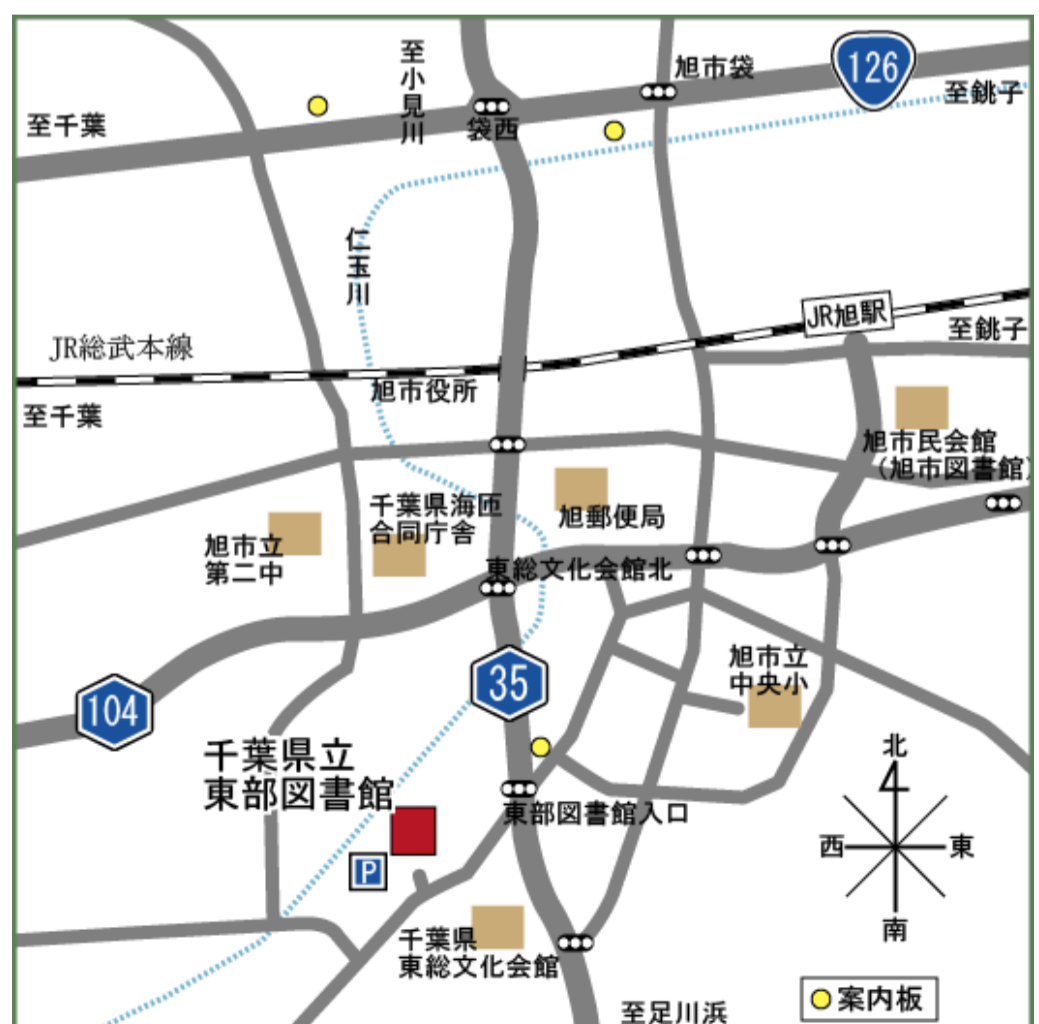 至小見川
旭市袋
126
至銚子
至千葉
袋西
仁玉川
JR旭駅
至銚子
JR総武本線
旭市役所
至千葉
旭市民会館
（旭市図書館）
千葉県海匝
合同庁舎
旭郵便局
旭市立
第二中
東総文化会館北
35
旭市立
中央小
104
千葉県立
東部図書館
北
東部図書館入口
西
東
P
南
千葉県
東総文化会館
案内板
至足川浜